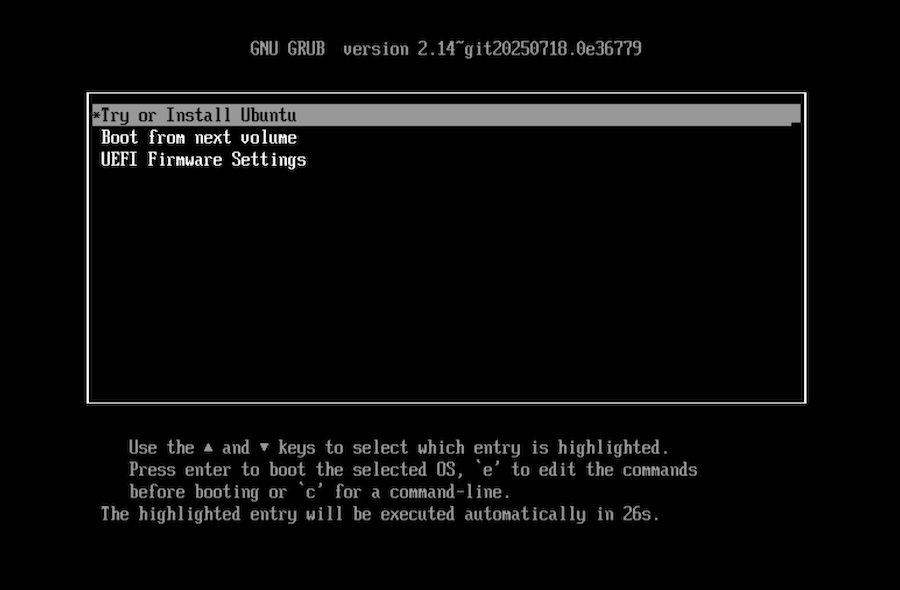 GNU GRUB  version 2.14~git20250718.0e36779
*Try or Install Ubuntu
Boot from next volume
UEFI Firmware Settings
Use the ▲ and ▼ keys to select which entry is highlighted.
Press enter to boot the selected OS, `e' to edit the commands
before booting or `c' for a command-line.
The highlighted entry will be executed automatically in 26s.